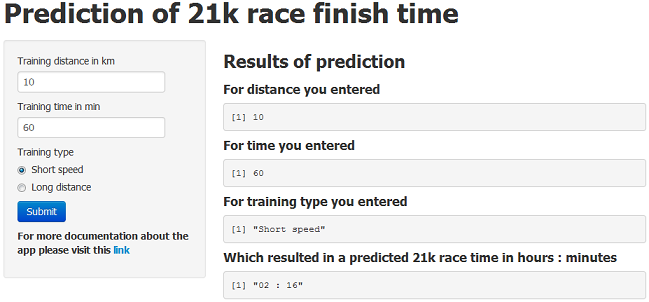 Prediction of 21k race finish time
Training distance in km
10
Training time in min
60
Training type
Short speed
Long distance
Submit
For more documentation about the
app please visit this link
Results of prediction
For distance you entered
[1] 10
For time you entered
[1] 60
For training type you entered
[1] "Short speed"
Which resulted in a predicted 21k race time in hours : minutes
[1] "02 : 16"